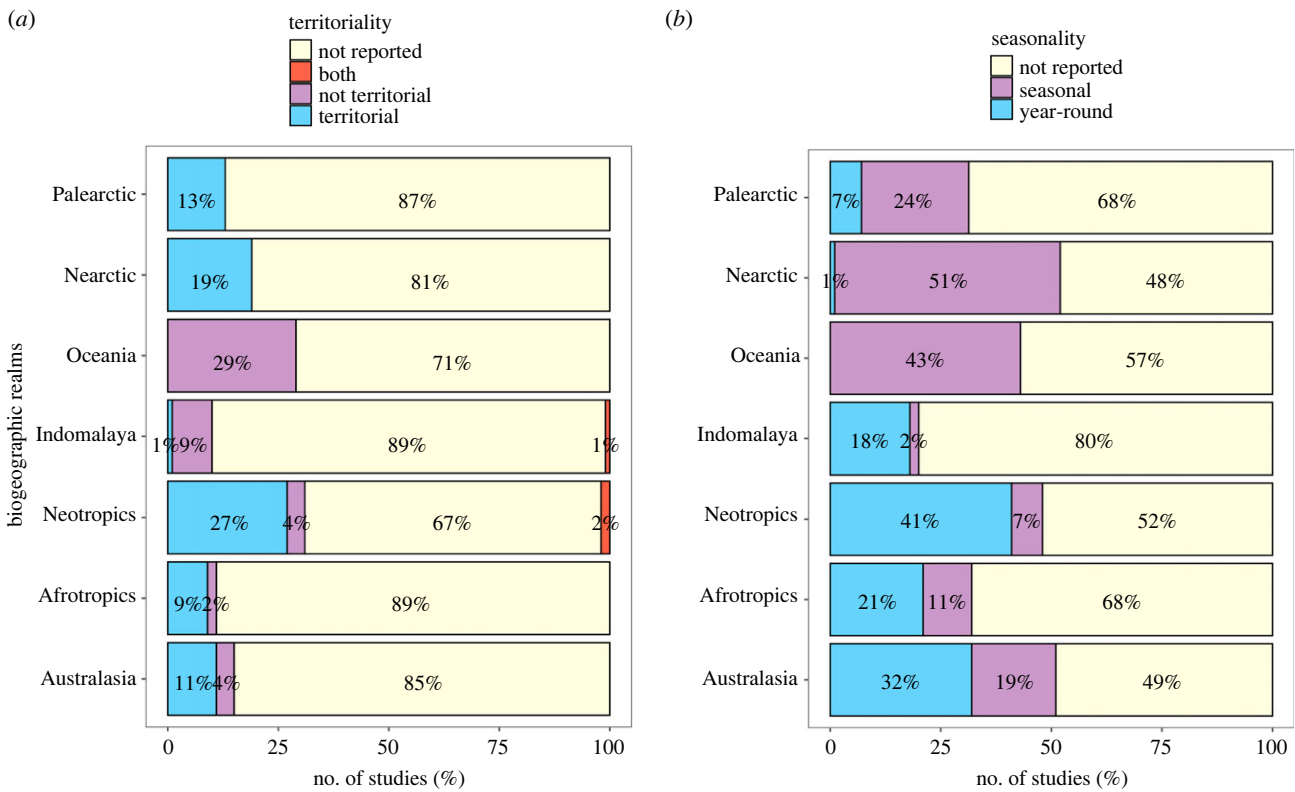 (a)
territoriality
not reported
both
not territorial
territorial
biogeographic realms
Palearctic 13% 87%
Nearctic 19% 81%
Oceania 29% 71%
Indomalaya 1% 9% 89% 1%
Neotropics 27% 4% 67% 2%
Afrotropics 9% 2% 89%
Australasia 11% 4% 85%
0 25 50 75 100
no. of studies (%)
(b)
seasonality
not reported
seasonal
year-round
Palearctic 7% 24% 68%
Nearctic 1% 51% 48%
Oceania 43% 57%
Indomalaya 18% 2% 80%
Neotropics 41% 7% 52%
Afrotropics 21% 11% 68%
Australasia 32% 19% 49%
0 25 50 75 100
no. of studies (%)